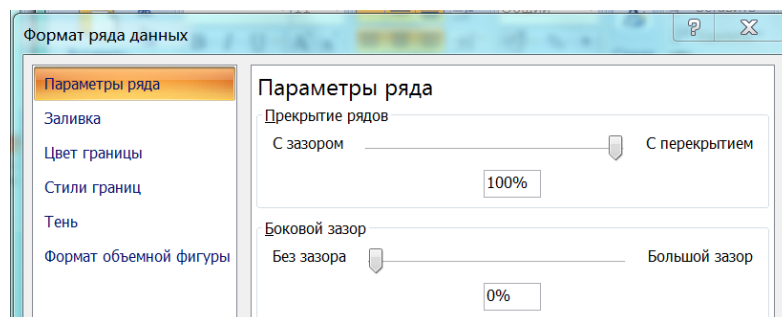 Формат ряда данных
Параметры ряда
Заливка
Цвет границы
Стили границ
Тень
Формат объемной фигуры
Параметры ряда
Прекрытие рядов
С зазором
С перекрытием
100%
Боковой зазор
Без зазора
Большой зазор
0%